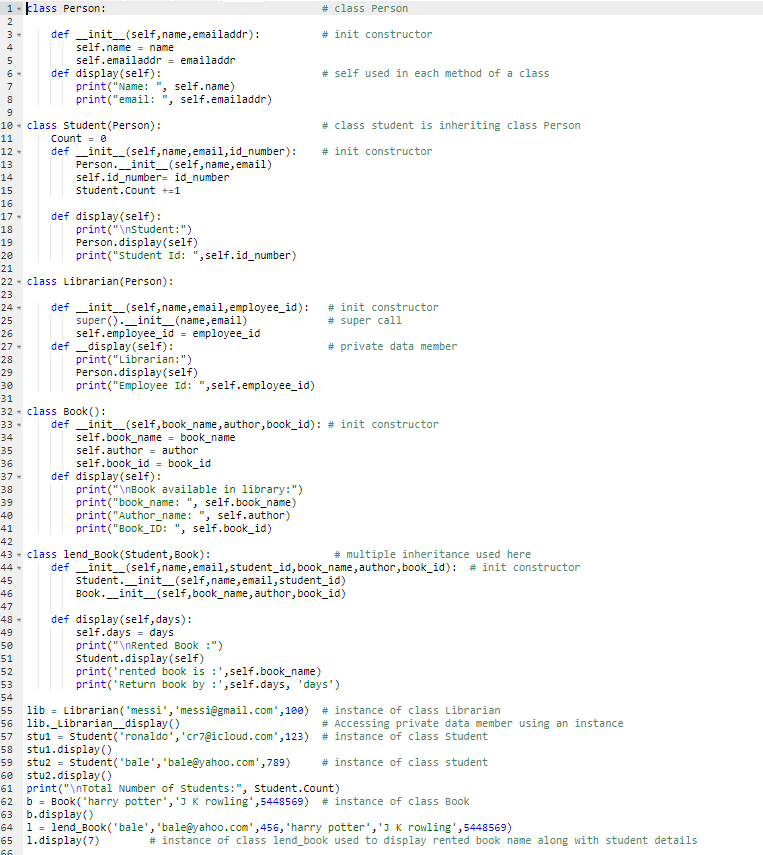 1 class Person: # class Person
2
3 def __init__(self,name,emailaddr): # init constructor
4 self.name = name
5 self.emailaddr = emailaddr
6 def display(self): # self used in each method of a class
7 print("Name: ", self.name)
8 print("email: ", self.emailaddr)
9
10 class Student(Person): # class student is inheriting class Person
11 Count = 0
12 def __init__(self,name,email,id_number): # init constructor
13 Person.__init__(self,name,email)
14 self.id_number= id_number
15 Student.Count +=1
16
17 def display(self):
18 print("\nStudent:")
19 Person.display(self)
20 print("Student Id: ",self.id_number)
21
22 class Librarian(Person):
23
24 def __init__(self,name,email,employee_id): # init constructor
25 super().__init__(name,email) # super call
26 self.employee_id = employee_id
27 def __display(self): # private data member
28 print("Librarian:")
29 Person.display(self)
30 print("Employee Id: ",self.employee_id)
31
32 class Book():
33 def __init__(self,book_name,author,book_id): # init constructor
34 self.book_name = book_name
35 self.author = author
36 self.book_id = book_id
37 def display(self):
38 print("\nBook available in library:")
39 print("book_name: ", self.book_name)
40 print("Author_name: ", self.author)
41 print("Book_ID: ", self.book_id)
42
43 class lend_Book(Student,Book): # multiple inheritance used here
44 def __init__(self,name,email,student_id,book_name,author,book_id): # init constructor
45 Student.__init__(self,name,email,student_id)
46 Book.__init__(self,book_name,author,book_id)
47
48 def display(self,days):
49 self.days = days
50 print("\nRented Book :")
51 Student.display(self)
52 print('rented book is :',self.book_name)
53 print('Return book by :',self.days, 'days')
54
55 lib = Librarian('messi','messi@gmail.com',100) # instance of class Librarian
56 lib._Librarian__display() # Accessing private data member using an instance
57 stu1 = Student('ronaldo','cr7@icloud.com',123) # instance of class Student
58 stu1.display()
59 stu2 = Student('bale','bale@yahoo.com',789) # instance of class student
60 stu2.display()
61 print("\nTotal Number of Students:", Student.Count)
62 b = Book('harry potter','J K rowling',5448569) # instance of class Book
63 b.display()
64 l = lend_Book('bale','bale@yahoo.com',456,'harry potter','J K rowling',5448569)
65 l.display(7) # instance of class lend_book used to display rented book name along with student details
66